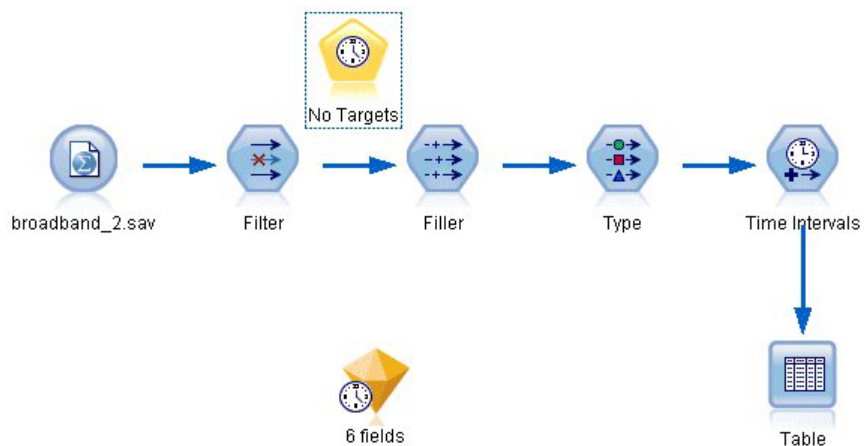 No Targets
broadband_2.sav
Filter
Filler
Type
Time Intervals
6 fields
Table